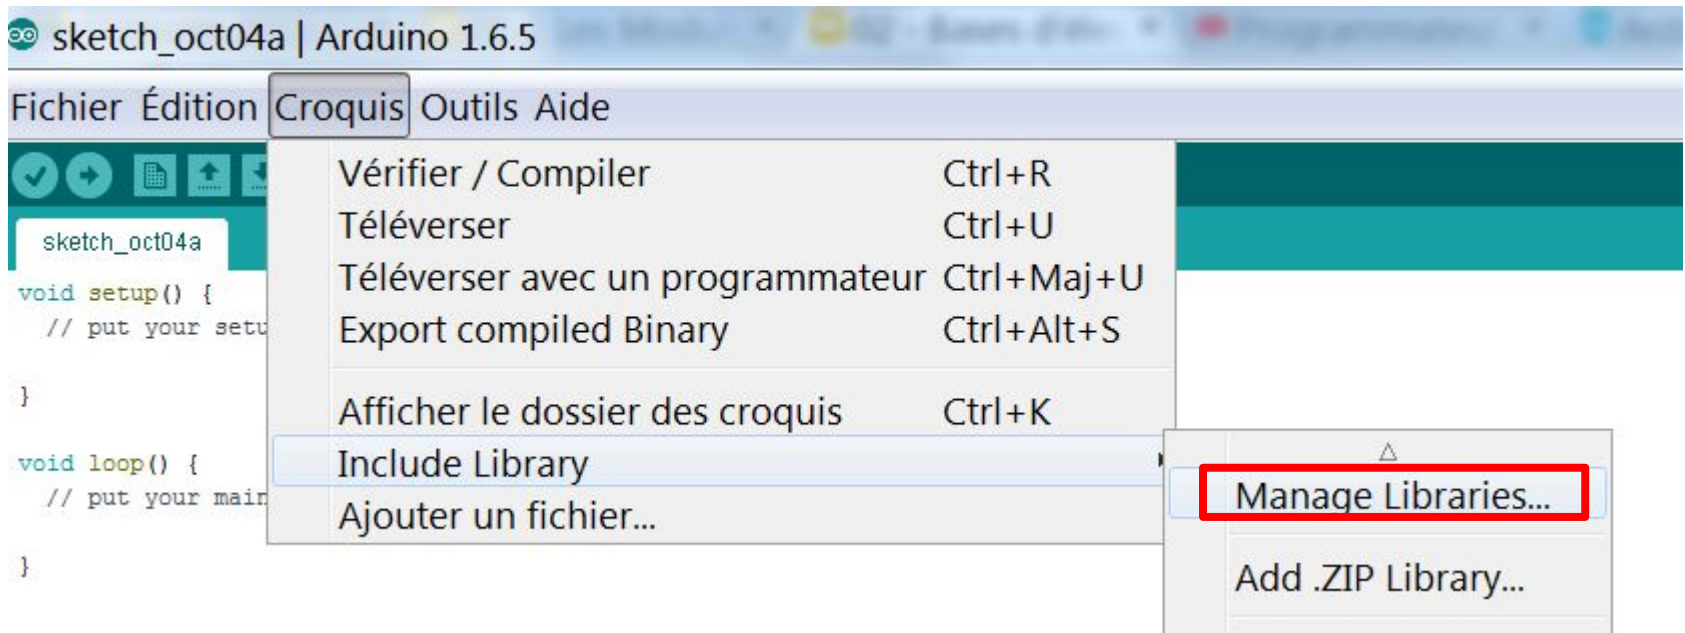 sketch_oct04a | Arduino 1.6.5
Fichier Édition Croquis Outils Aide
Vérifier / Compiler Ctrl+R
Téléverser Ctrl+U
Téléverser avec un programmateur Ctrl+Maj+U
Export compiled Binary Ctrl+Alt+S
Afficher le dossier des croquis Ctrl+K
Include Library
Ajouter un fichier...
Manage Libraries...
Add .ZIP Library...
sketch_oct04a
void setup() {
// put your setu
}
void loop() {
// put your main
}